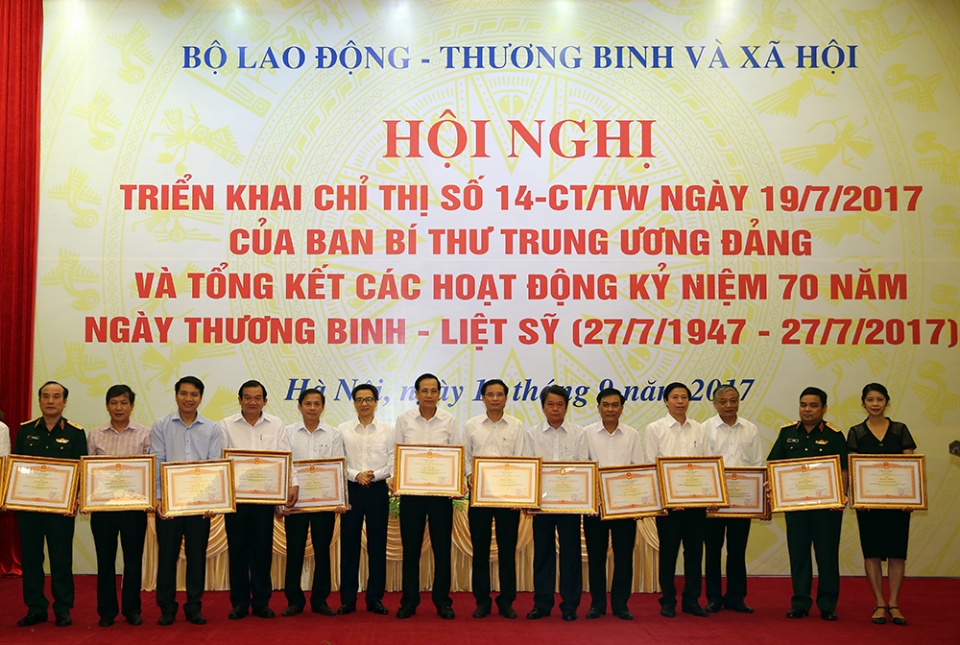 BỘ LAO ĐỘNG - THƯƠNG BINH VÀ XÃ HỘI
HỘI NGHỊ
TRIỂN KHAI CHỈ THỊ SỐ 14-CT/TW NGÀY 19/7/2017
CỦA BAN BÍ THƯ TRUNG ƯƠNG ĐẢNG
VÀ TỔNG KẾT CÁC HOẠT ĐỘNG KỶ NIỆM 70 NĂM
NGÀY THƯƠNG BINH - LIỆT SỸ (27/7/1947 - 27/7/2017)
Hà Nội, ngày tháng 9 năm 2017